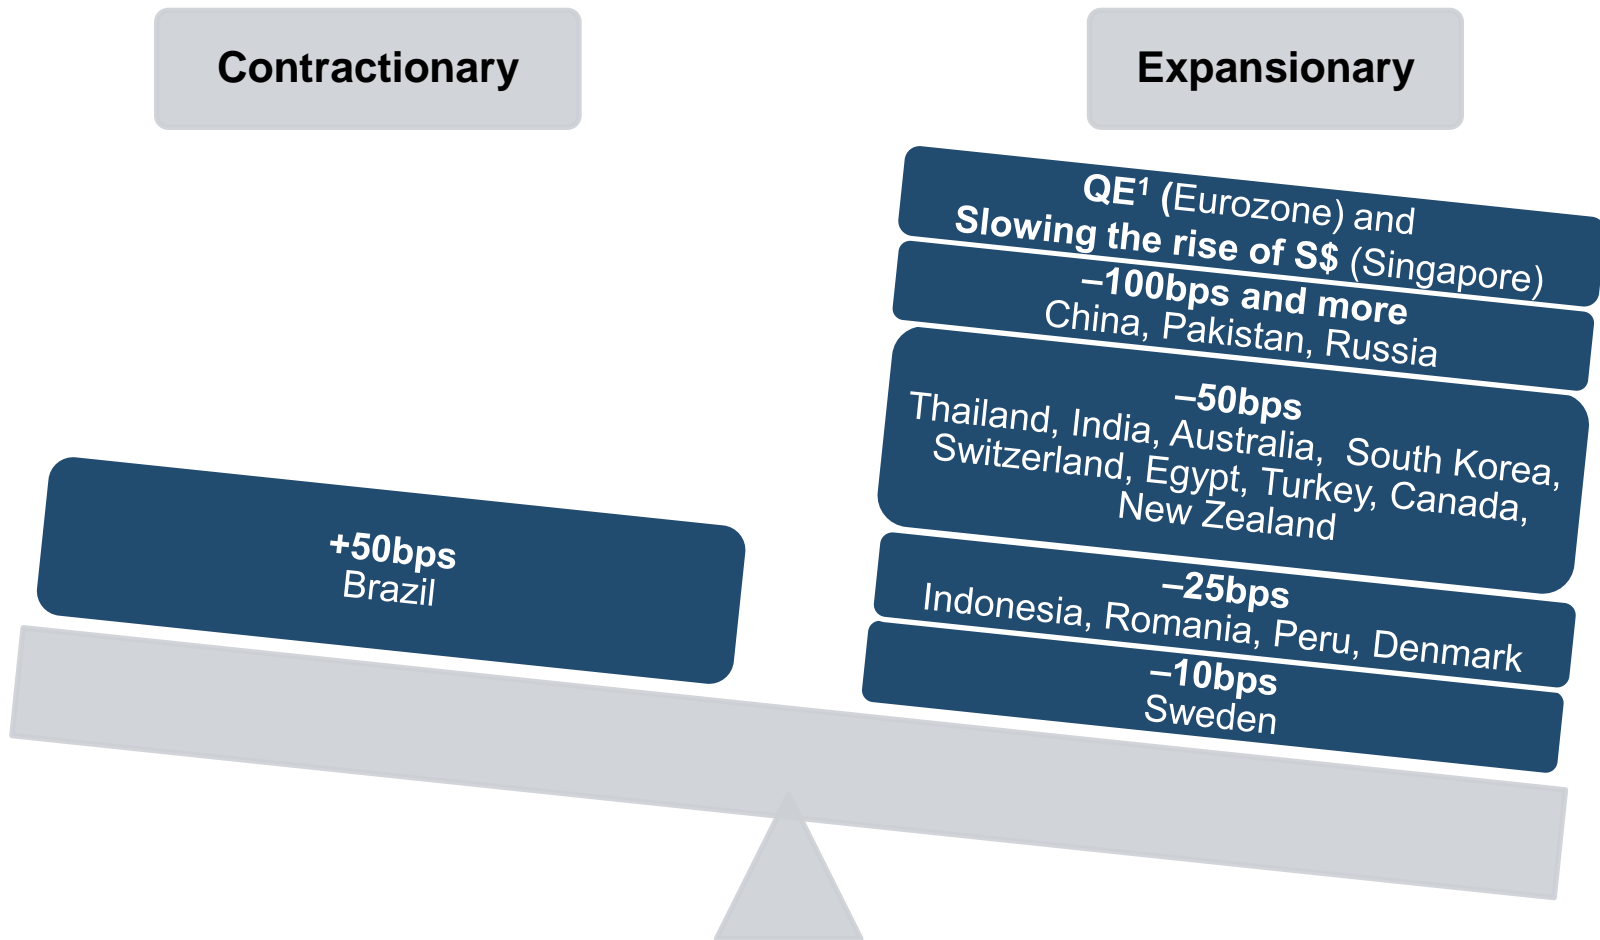 Contractionary
Expansionary
QE¹ (Eurozone) and
Slowing the rise of S$ (Singapore)
–100bps and more
China, Pakistan, Russia
–50bps
Thailand, India, Australia,  South Korea,
Switzerland, Egypt, Turkey, Canada,
New Zealand
–25bps
Indonesia, Romania, Peru, Denmark
–10bps
Sweden
+50bps
Brazil